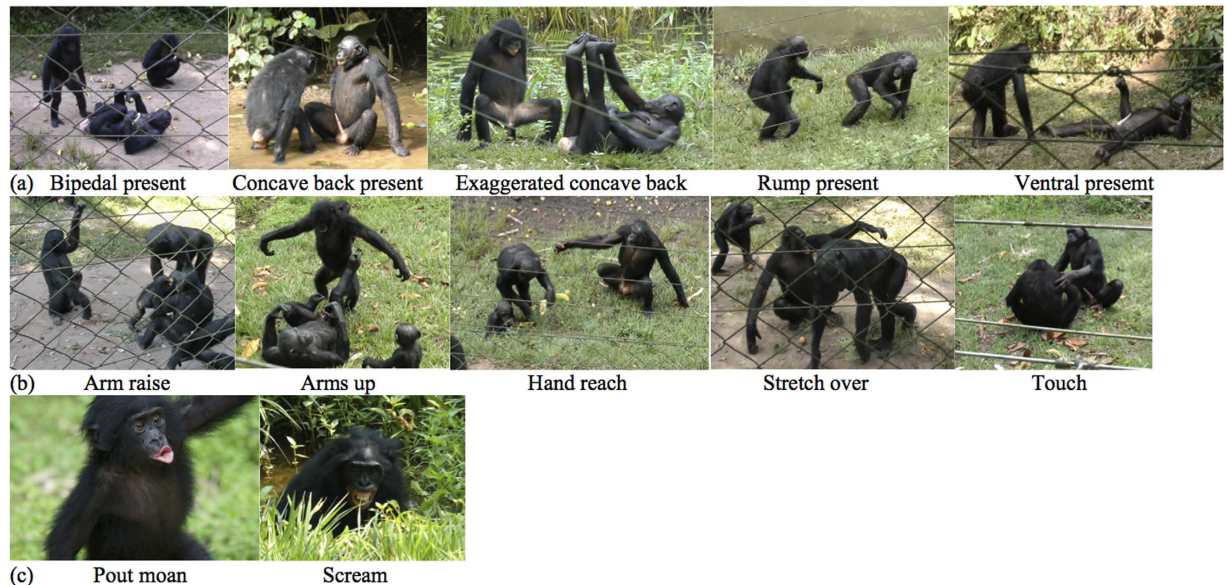 (a) Bipedal present Concave back present Exaggerated concave back Rump present Ventral presemt
(b) Arm raise Arms up Hand reach Stretch over Touch
(c) Pout moan Scream